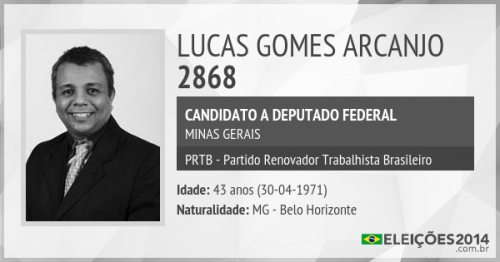 LUCAS GOMES ARCANJO
2868
CANDIDATO A DEPUTADO FEDERAL
MINAS GERAIS
PRTB - Partido Renovador Trabalhista Brasileiro
Idade: 43 anos (30-04-1971)
Naturalidade: MG - Belo Horizonte
ELEIÇÕES2014
.com.br